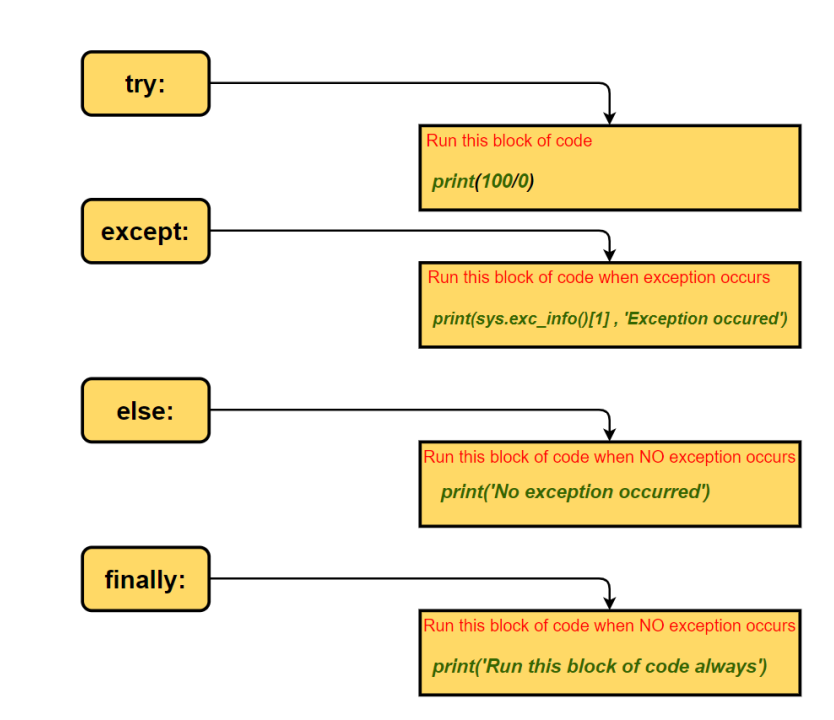 try:
Run this block of code
print(100/0)
except:
Run this block of code when exception occurs
print(sys.exc_info()[1] , 'Exception occured')
else:
Run this block of code when NO exception occurs
print('No exception occurred')
finally:
Run this block of code when NO exception occurs
print('Run this block of code always')